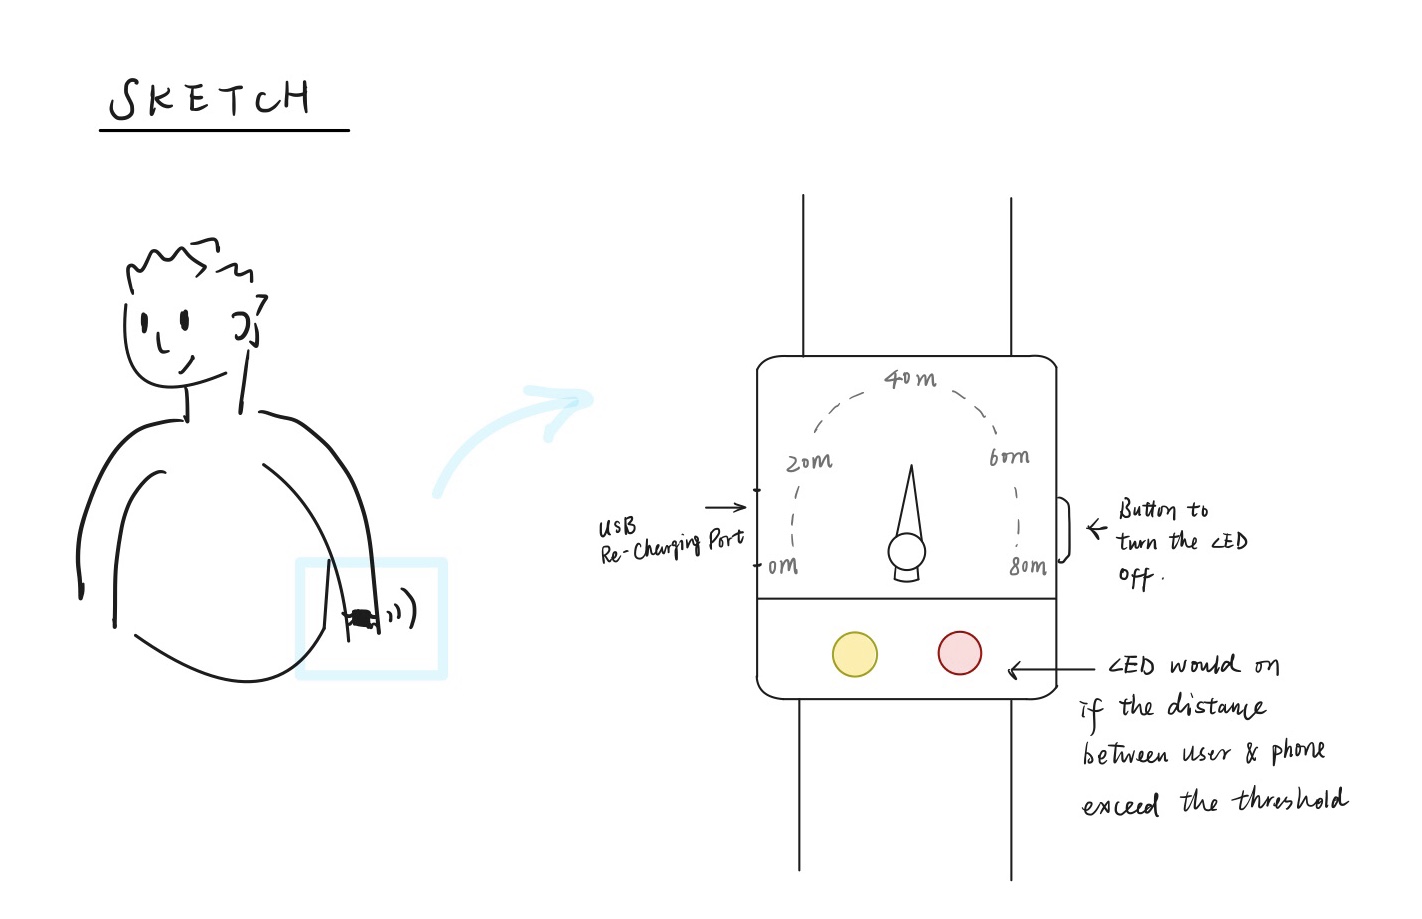 SKETCH
40m
20m
60m
0m
80m
USB
Re-Charging Port
Button to
turn the LED
off.
LED would on
if the distance
between user & phone
exceed the threshold